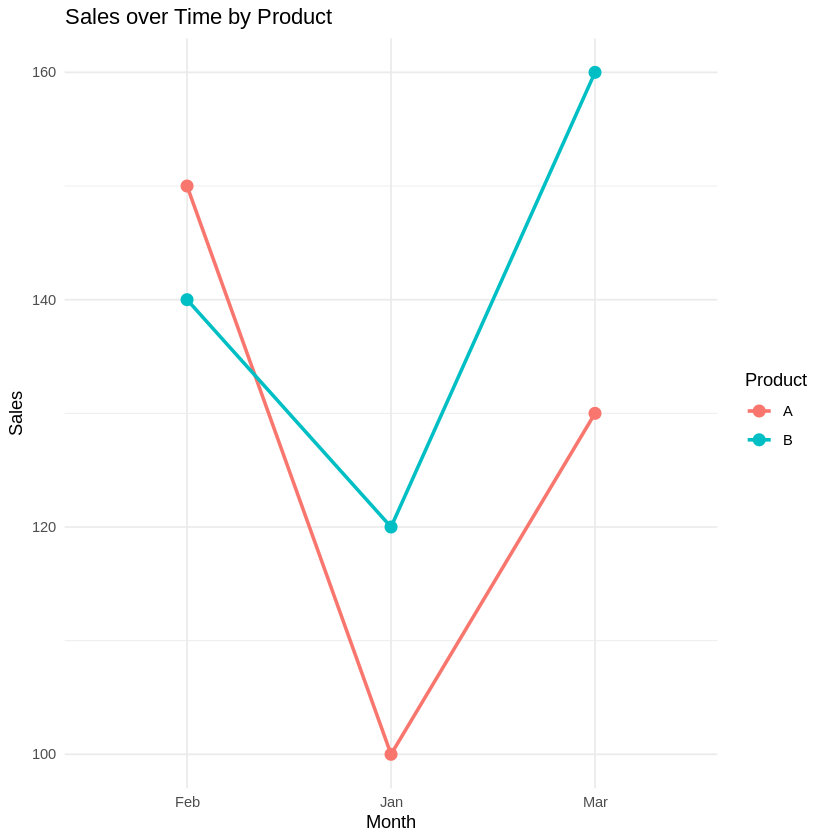 Sales over Time by Product
160
140
120
100
Sales
Feb Jan Mar
Month
Product
A
B